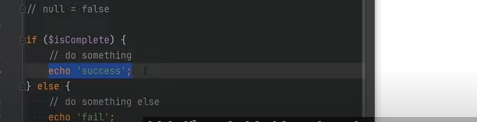 // null = false
if ($isComplete) {
// do something
echo 'success';
} else {
// do something else
echo 'fail';